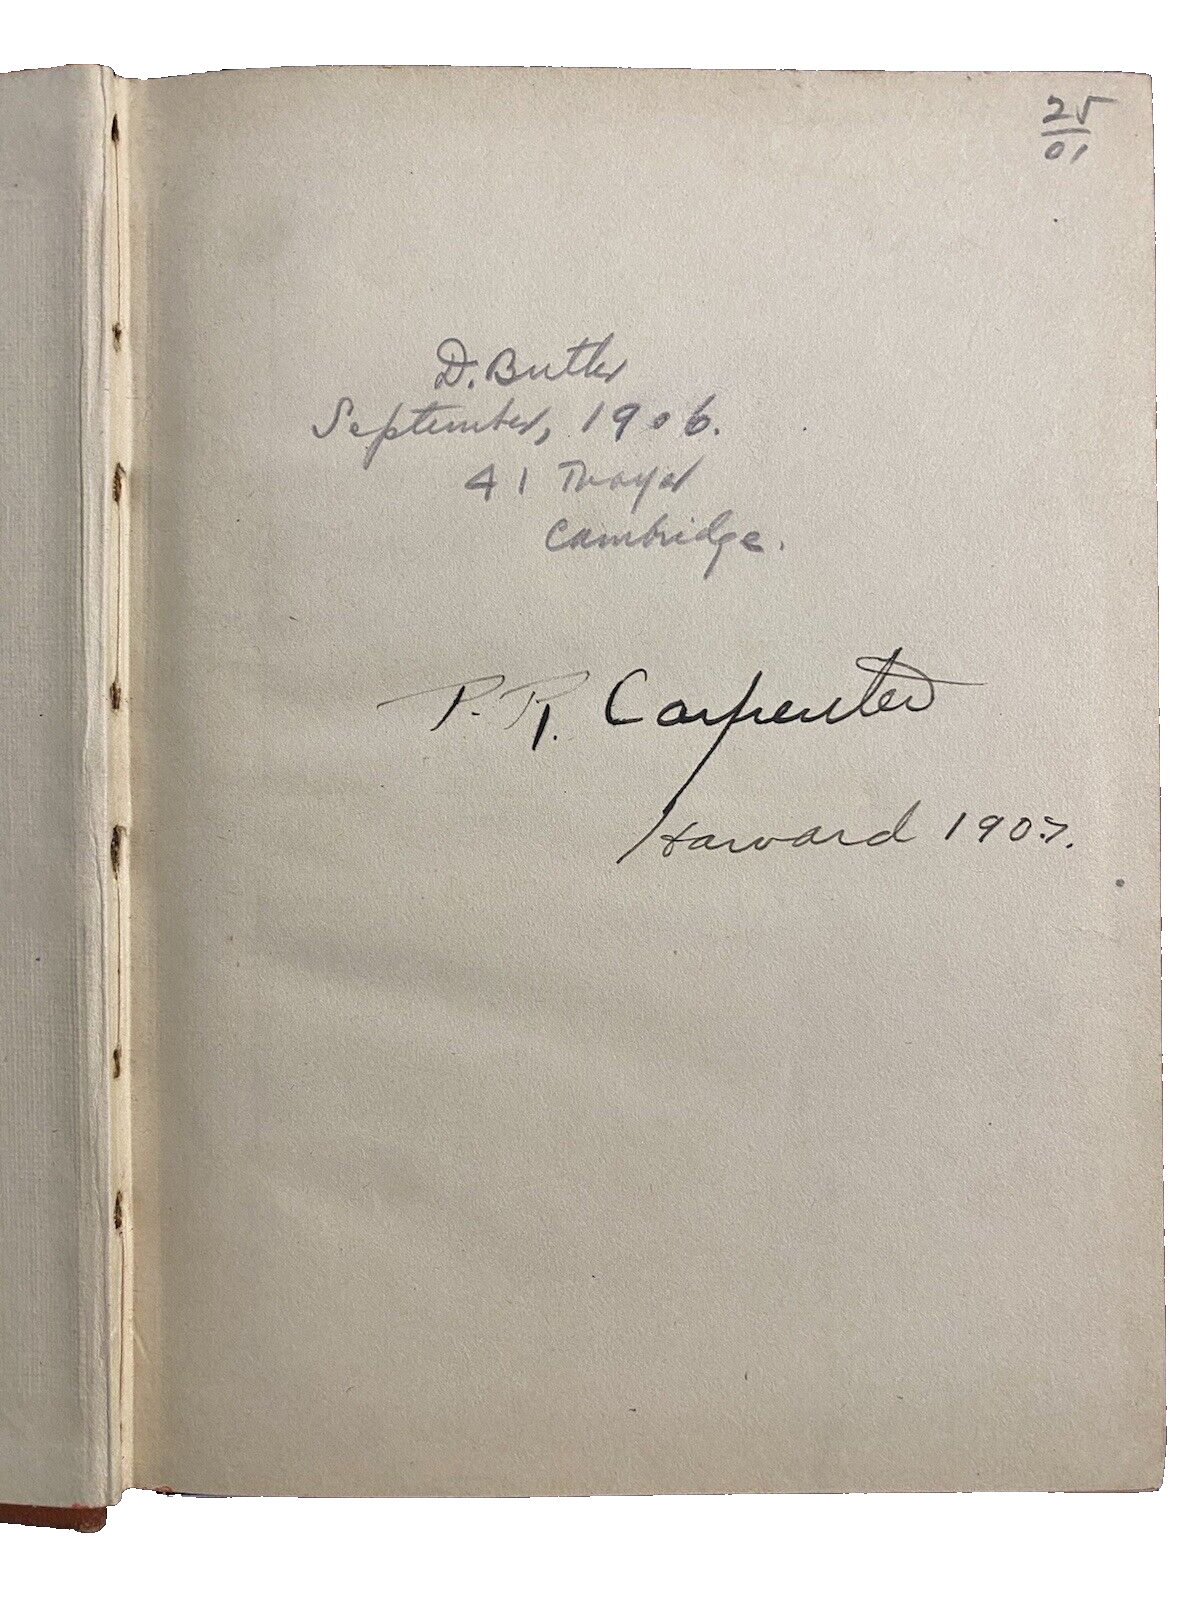 25
01
D. Butler
September, 1906.
41 Thayer
Cambridge.
P. R. Carpenter
Harvard 1907.